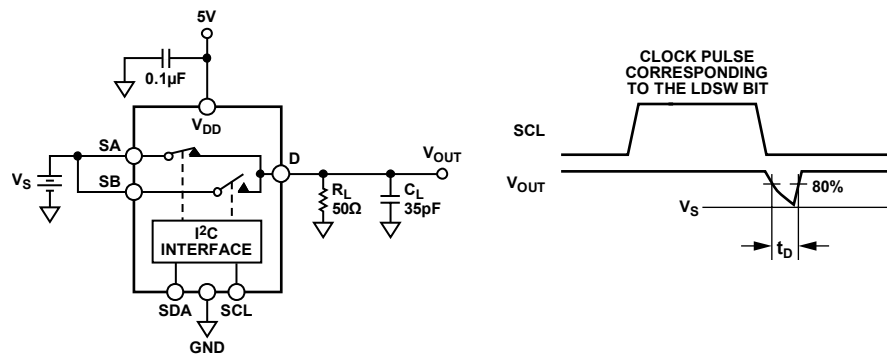 5V
0.1µF
VDD
SA
SB
VS
D
VOUT
RL
50Ω
CL
35pF
I2C
INTERFACE
SDA
SCL
GND
CLOCK PULSE
CORRESPONDING
TO THE LDSW BIT
SCL
VOUT
80%
VS
tD